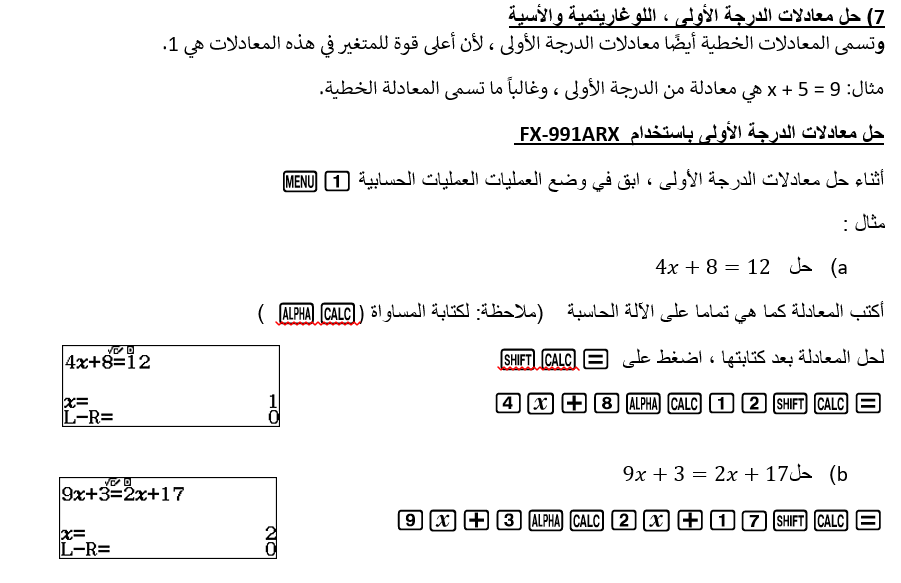 7) حل معادلات الدرجة الأولى ، اللوغاريتمية والأسية
وتسمى المعادلات الخطية أيضًا معادلات الدرجة الأولى ، لأن أعلى قوة للمتغير في هذه المعادلات هي 1.
مثال: x + 5 = 9 هي معادلة من الدرجة الأولى ، وغالباً ما تسمى المعادلة الخطية.
حل معادلات الدرجة الأولى باستخدام FX-991ARX
أثناء حل معادلات الدرجة الأولى ، ابق في وضع العمليات العمليات الحسابية MENU 1
مثال :
a) حل 4x + 8 = 12
أكتب المعادلة كما هي تماما على الآلة الحاسبة (ملاحظة: لكتابة المساواة ( ALPHA CALC )
لحل المعادلة بعد كتابتها ، اضغط على SHIFT CALC =
4 x + 8 ALPHA CALC 1 2 SHIFT CALC =
4x+8=12
x= 1
L-R= 0
b) حل 9x + 3 = 2x + 17
9 x + 3 ALPHA CALC 2 x + 1 7 SHIFT CALC =
9x+3=2x+17
x= 2
L-R= 0